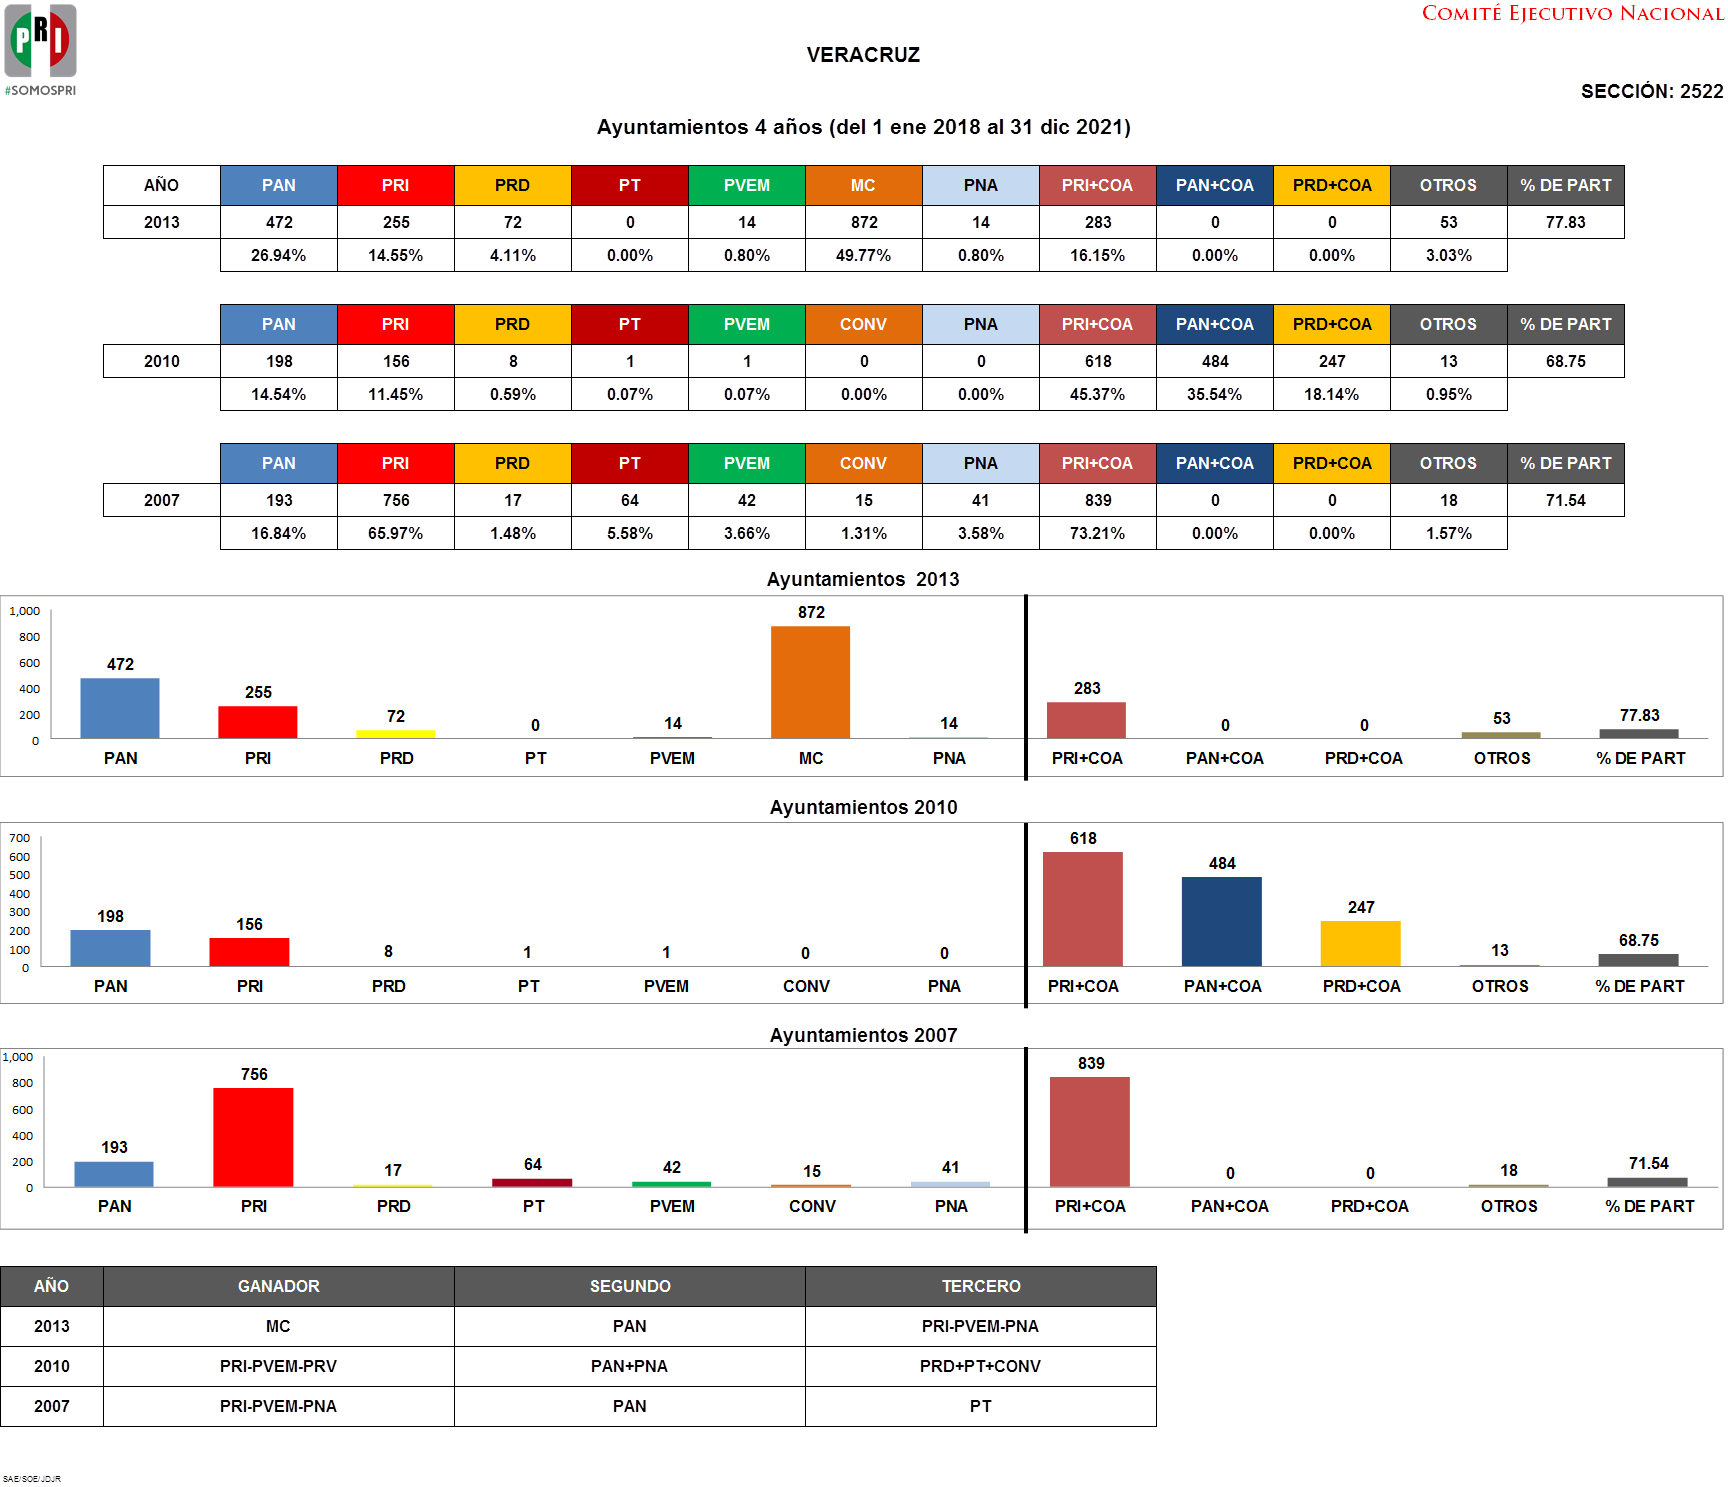 PRI
#SOMOSPRI
COMITÉ EJECUTIVO NACIONAL
VERACRUZ
SECCIÓN: 2522
Ayuntamientos 4 años (del 1 ene 2018 al 31 dic 2021)
AÑO PAN PRI PRD PT PVEM MC PNA PRI+COA PAN+COA PRD+COA OTROS % DE PART
2013 472 255 72 0 14 872 14 283 0 0 53 77.83
26.94% 14.55% 4.11% 0.00% 0.80% 49.77% 0.80% 16.15% 0.00% 0.00% 3.03%
PAN PRI PRD PT PVEM CONV PNA PRI+COA PAN+COA PRD+COA OTROS % DE PART
2010 198 156 8 1 1 0 0 618 484 247 13 68.75
14.54% 11.45% 0.59% 0.07% 0.07% 0.00% 0.00% 45.37% 35.54% 18.14% 0.95%
PAN PRI PRD PT PVEM CONV PNA PRI+COA PAN+COA PRD+COA OTROS % DE PART
2007 193 756 17 64 42 15 41 839 0 0 18 71.54
16.84% 65.97% 1.48% 5.58% 3.66% 1.31% 3.58% 73.21% 0.00% 0.00% 1.57%
Ayuntamientos 2013
1,000
800
600
400
200
0
472 255 72 0 14 872 14 283 0 0 53 77.83
PAN PRI PRD PT PVEM MC PNA PRI+COA PAN+COA PRD+COA OTROS % DE PART
Ayuntamientos 2010
700
600
500
400
300
200
100
0
198 156 8 1 1 0 0 618 484 247 13 68.75
PAN PRI PRD PT PVEM CONV PNA PRI+COA PAN+COA PRD+COA OTROS % DE PART
Ayuntamientos 2007
1,000
800
600
400
200
0
193 756 17 64 42 15 41 839 0 0 18 71.54
PAN PRI PRD PT PVEM CONV PNA PRI+COA PAN+COA PRD+COA OTROS % DE PART
AÑO GANADOR SEGUNDO TERCERO
2013 MC PAN PRI-PVEM-PNA
2010 PRI-PVEM-PRV PAN+PNA PRD+PT+CONV
2007 PRI-PVEM-PNA PAN PT
SAE/SOE/JDJR